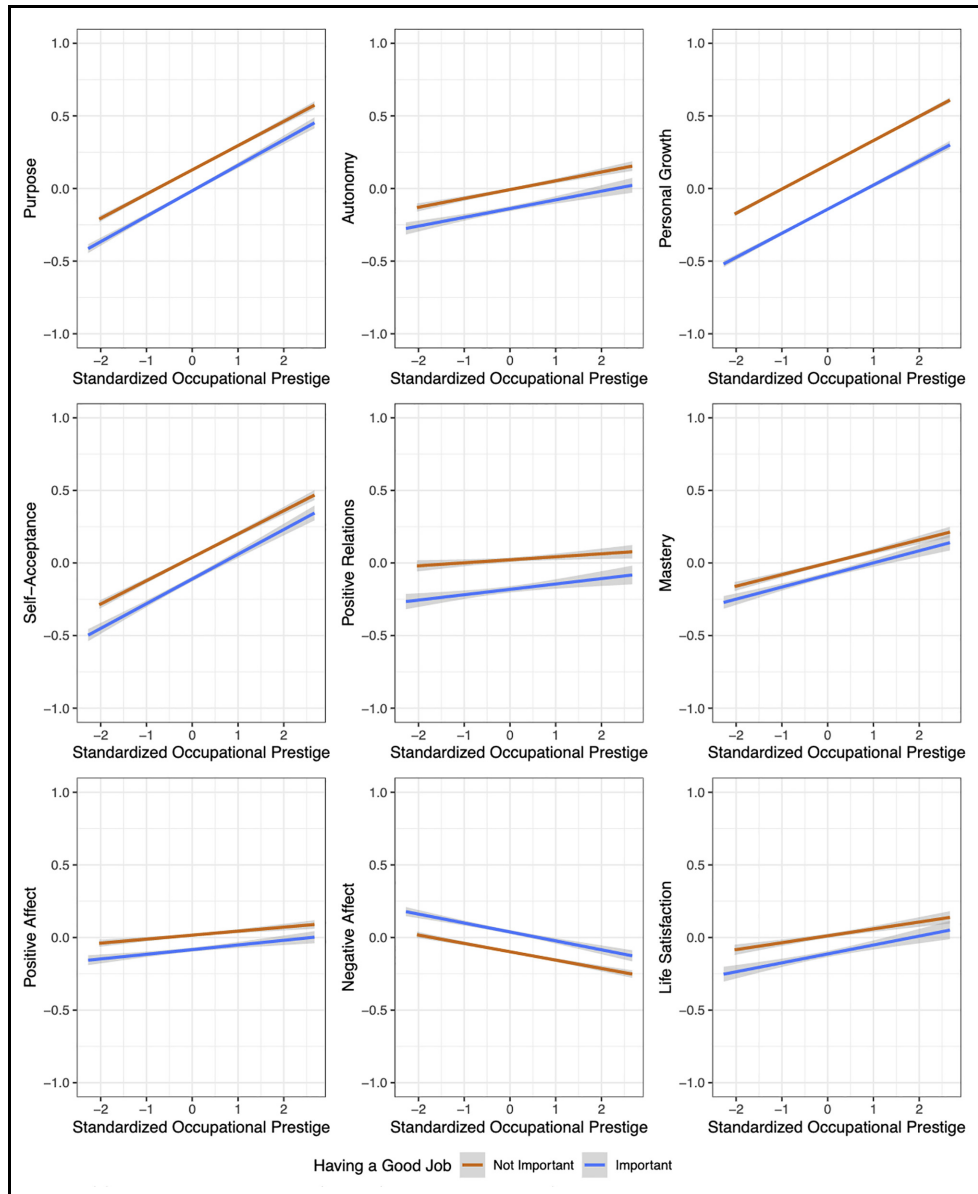 Purpose
1.0
0.5
0.0
−0.5
−1.0
−2 −1 0 1 2
Standardized Occupational Prestige
Autonomy
1.0
0.5
0.0
−0.5
−1.0
−2 −1 0 1 2
Standardized Occupational Prestige
Personal Growth
1.0
0.5
0.0
−0.5
−1.0
−2 −1 0 1 2
Standardized Occupational Prestige
Self−Acceptance
1.0
0.5
0.0
−0.5
−1.0
−2 −1 0 1 2
Standardized Occupational Prestige
Positive Relations
1.0
0.5
0.0
−0.5
−1.0
−2 −1 0 1 2
Standardized Occupational Prestige
Mastery
1.0
0.5
0.0
−0.5
−1.0
−2 −1 0 1 2
Standardized Occupational Prestige
Positive Affect
1.0
0.5
0.0
−0.5
−1.0
−2 −1 0 1 2
Standardized Occupational Prestige
Negative Affect
1.0
0.5
0.0
−0.5
−1.0
−2 −1 0 1 2
Standardized Occupational Prestige
Life Satisfaction
1.0
0.5
0.0
−0.5
−1.0
−2 −1 0 1 2
Standardized Occupational Prestige
Having a Good Job Not Important Important